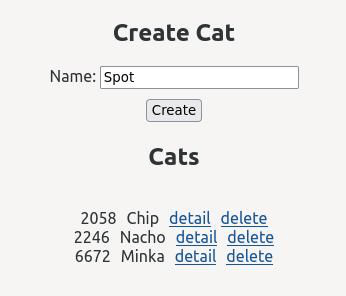 Create Cat
Name: Spot
Create
Cats
2058 Chip detail delete
2246 Nacho detail delete
6672 Minka detail delete